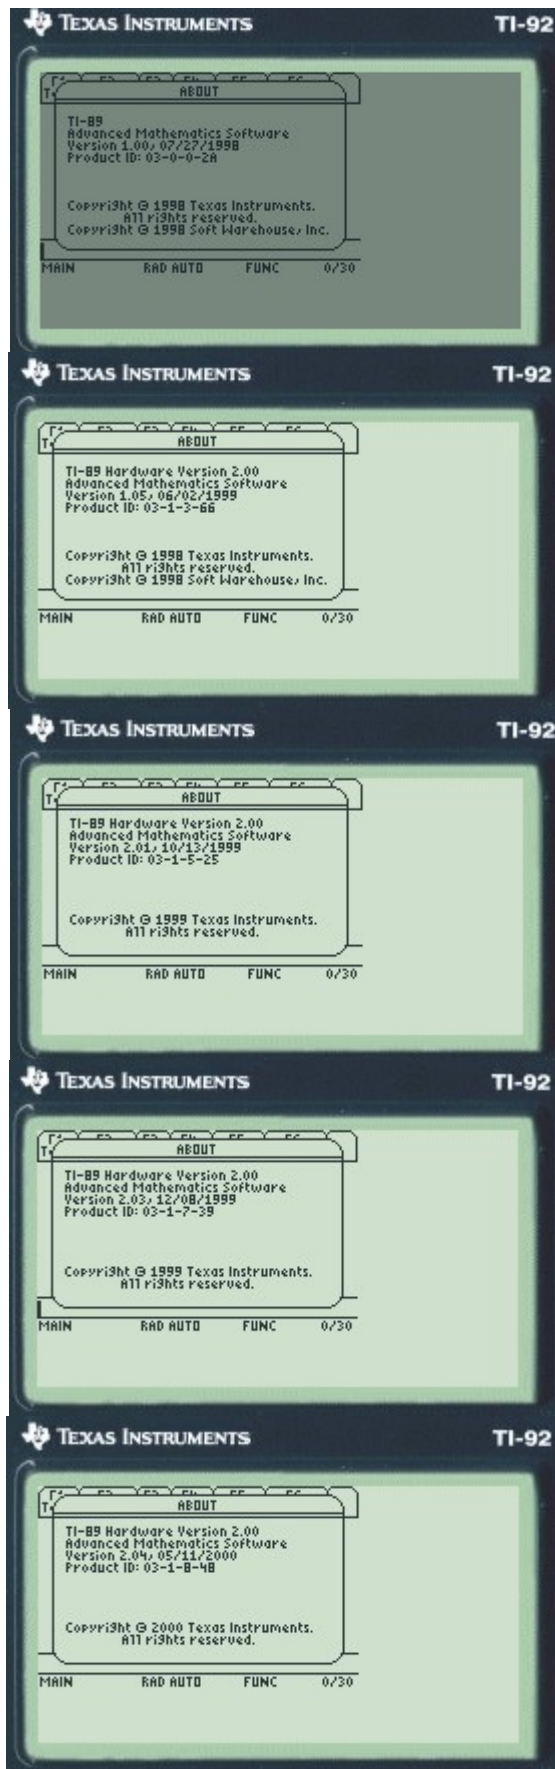 TEXAS INSTRUMENTS TI-92
ABOUT
TI-89
Advanced Mathematics Software
Version 1.00, 07/27/1998
Product ID: 03-0-0-2A
Copyright © 1998 Texas Instruments.
All rights reserved.
Copyright © 1998 Soft Warehouse, Inc.
MAIN RAD AUTO FUNC 0/30
TEXAS INSTRUMENTS TI-92
ABOUT
TI-89 Hardware Version 2.00
Advanced Mathematics Software
Version 1.05, 06/02/1999
Product ID: 03-1-3-66
Copyright © 1998 Texas Instruments.
All rights reserved.
Copyright © 1998 Soft Warehouse, Inc.
MAIN RAD AUTO FUNC 0/30
TEXAS INSTRUMENTS TI-92
ABOUT
TI-89 Hardware Version 2.00
Advanced Mathematics Software
Version 2.01, 10/13/1999
Product ID: 03-1-5-25
Copyright © 1999 Texas Instruments.
All rights reserved.
MAIN RAD AUTO FUNC 0/30
TEXAS INSTRUMENTS TI-92
ABOUT
TI-89 Hardware Version 2.00
Advanced Mathematics Software
Version 2.03, 12/08/1999
Product ID: 03-1-7-39
Copyright © 1999 Texas Instruments.
All rights reserved.
MAIN RAD AUTO FUNC 0/30
TEXAS INSTRUMENTS TI-92
ABOUT
TI-89 Hardware Version 2.00
Advanced Mathematics Software
Version 2.04, 05/11/2000
Product ID: 03-1-8-48
Copyright © 2000 Texas Instruments.
All rights reserved.
MAIN RAD AUTO FUNC 0/30